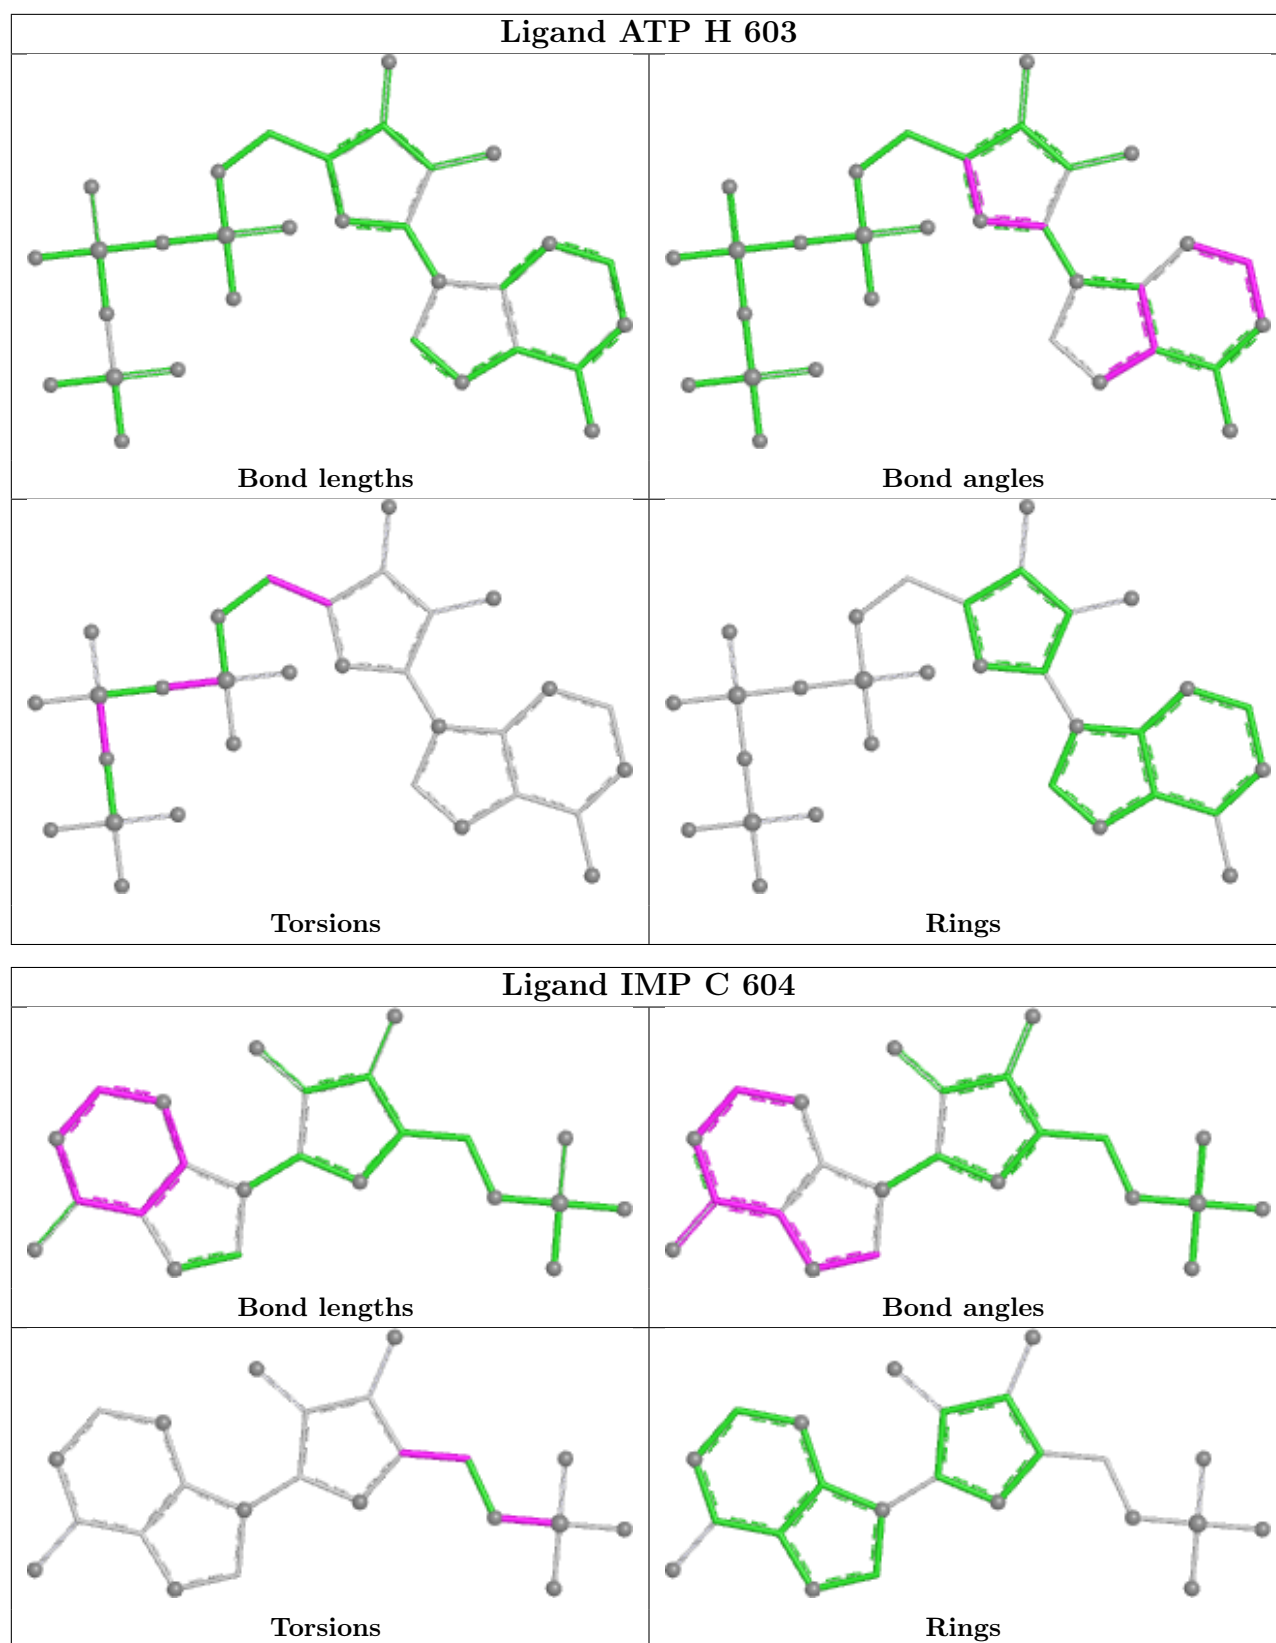 Ligand ATP H 603
Bond lengths
Bond angles
Torsions
Rings
Ligand IMP C 604
Bond lengths
Bond angles
Torsions
Rings